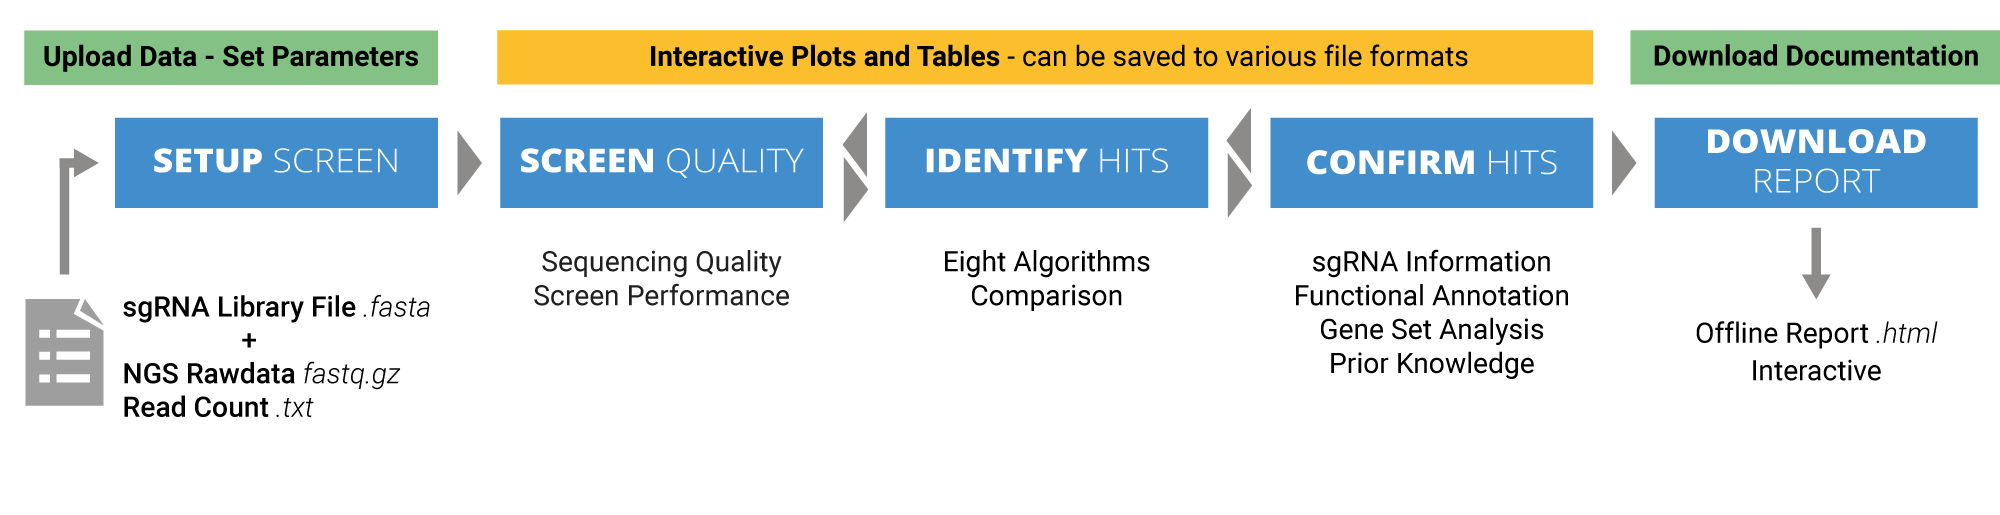 Upload Data - Set Parameters
Interactive Plots and Tables - can be saved to various file formats
Download Documentation
SETUP SCREEN
SCREEN QUALITY
IDENTIFY HITS
CONFIRM HITS
DOWNLOAD
REPORT
sgRNA Library File .fasta
+
NGS Rawdata fastq.gz
Read Count .txt
Sequencing Quality
Screen Performance
Eight Algorithms
Comparison
sgRNA Information
Functional Annotation
Gene Set Analysis
Prior Knowledge
Offline Report .html
Interactive